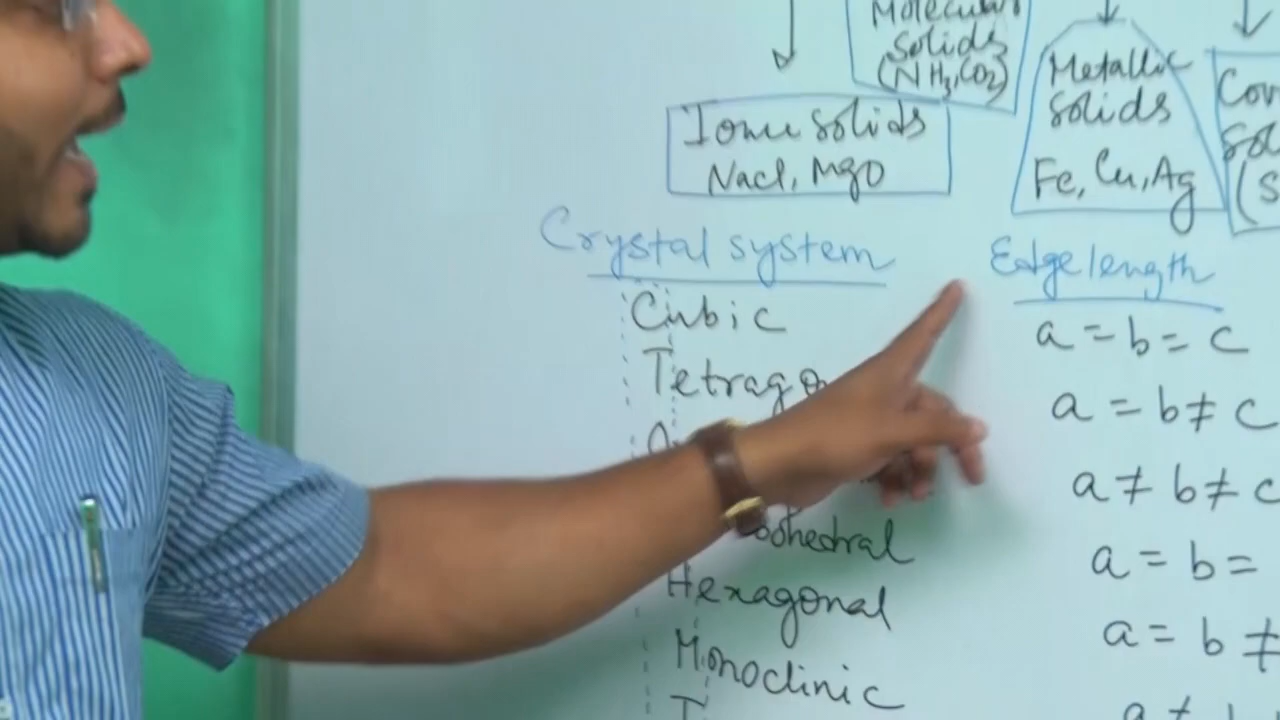 Molecular
solids
(NH3, CO2)
Metallic
solids
Fe, Cu, Ag
Ionic solids
Nacl, MgO
Crystal system
Edge length
Cubic
a = b = c
a = b ≠ c
a ≠ b ≠ c
a = b =
Hexagonal
a = b ≠
Monoclinic